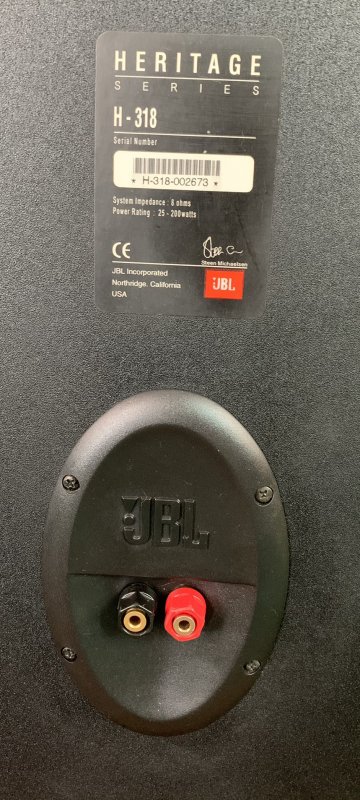 HERITAGE
SERIES
H - 318
Serial Number
* H-318-002673 *
System Impedance : 8 ohms
Power Rating : 25 - 200watts
CE
Steen Michaelsen
JBL Incorporated
Northridge. California
USA
JBL
JBL